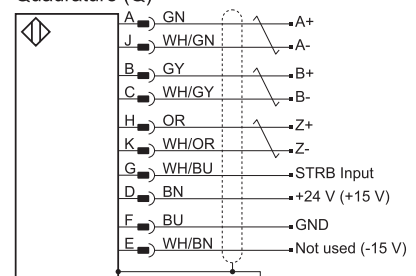 Quadrature (Q)
A GN A+
J WH/GN A-
B GY B+
C WH/GY B-
H OR Z+
K WH/OR Z-
G WH/BU STRB Input
D BN +24 V (+15 V)
F BU GND
E WH/BN Not used (-15 V)